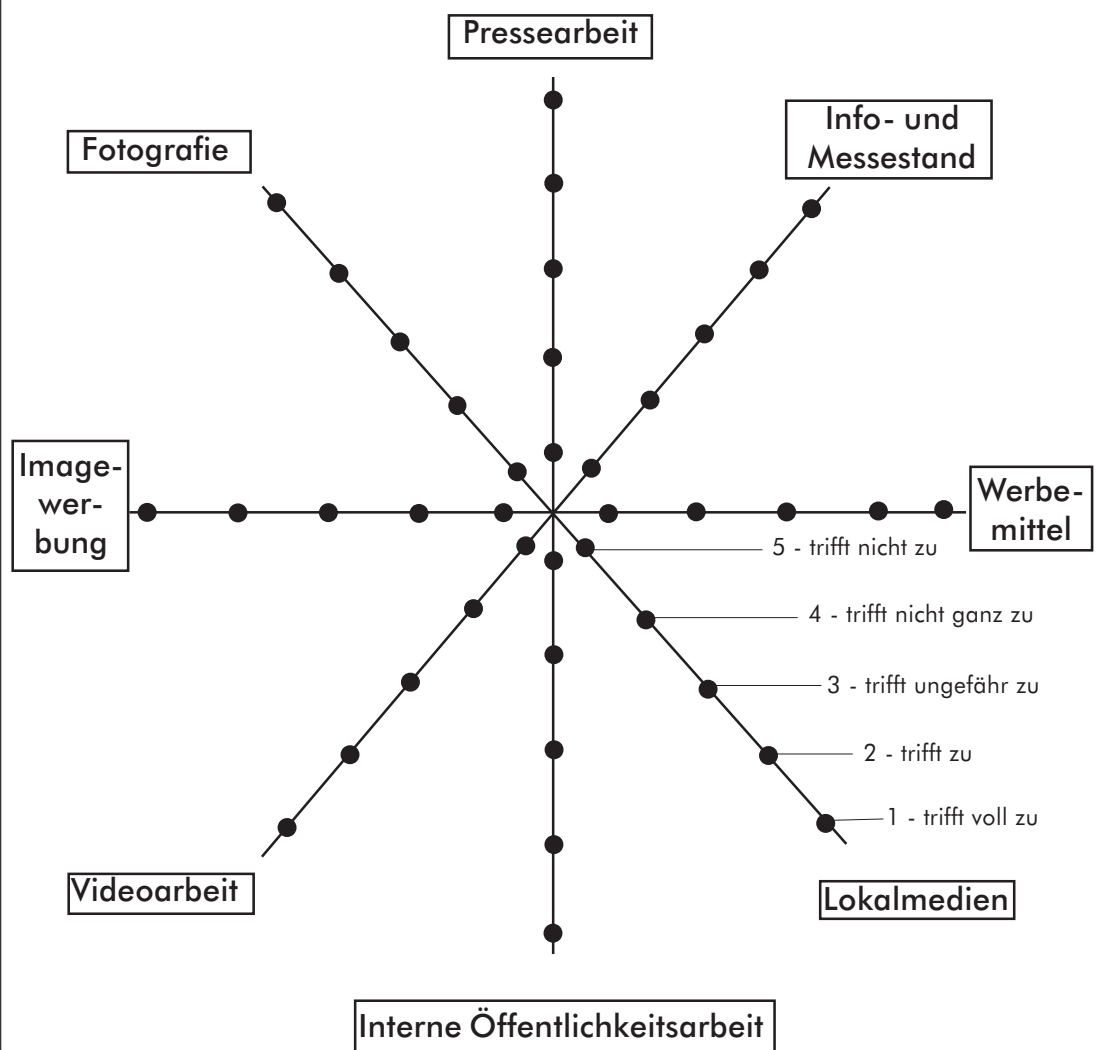 Pressearbeit
Info- und
Messestand
Fotografie
Image-
wer-
bung
Werbe-
mittel
5 - trifft nicht zu
4 - trifft nicht ganz zu
3 - trifft ungefähr zu
2 - trifft zu
1 - trifft voll zu
Videoarbeit
Lokalmedien
Interne Öffentlichkeitsarbeit